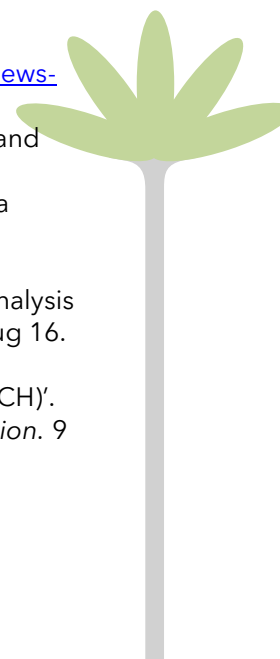 ews-
and
a
nalysis
ug 16.
CH)’.
ion. 9